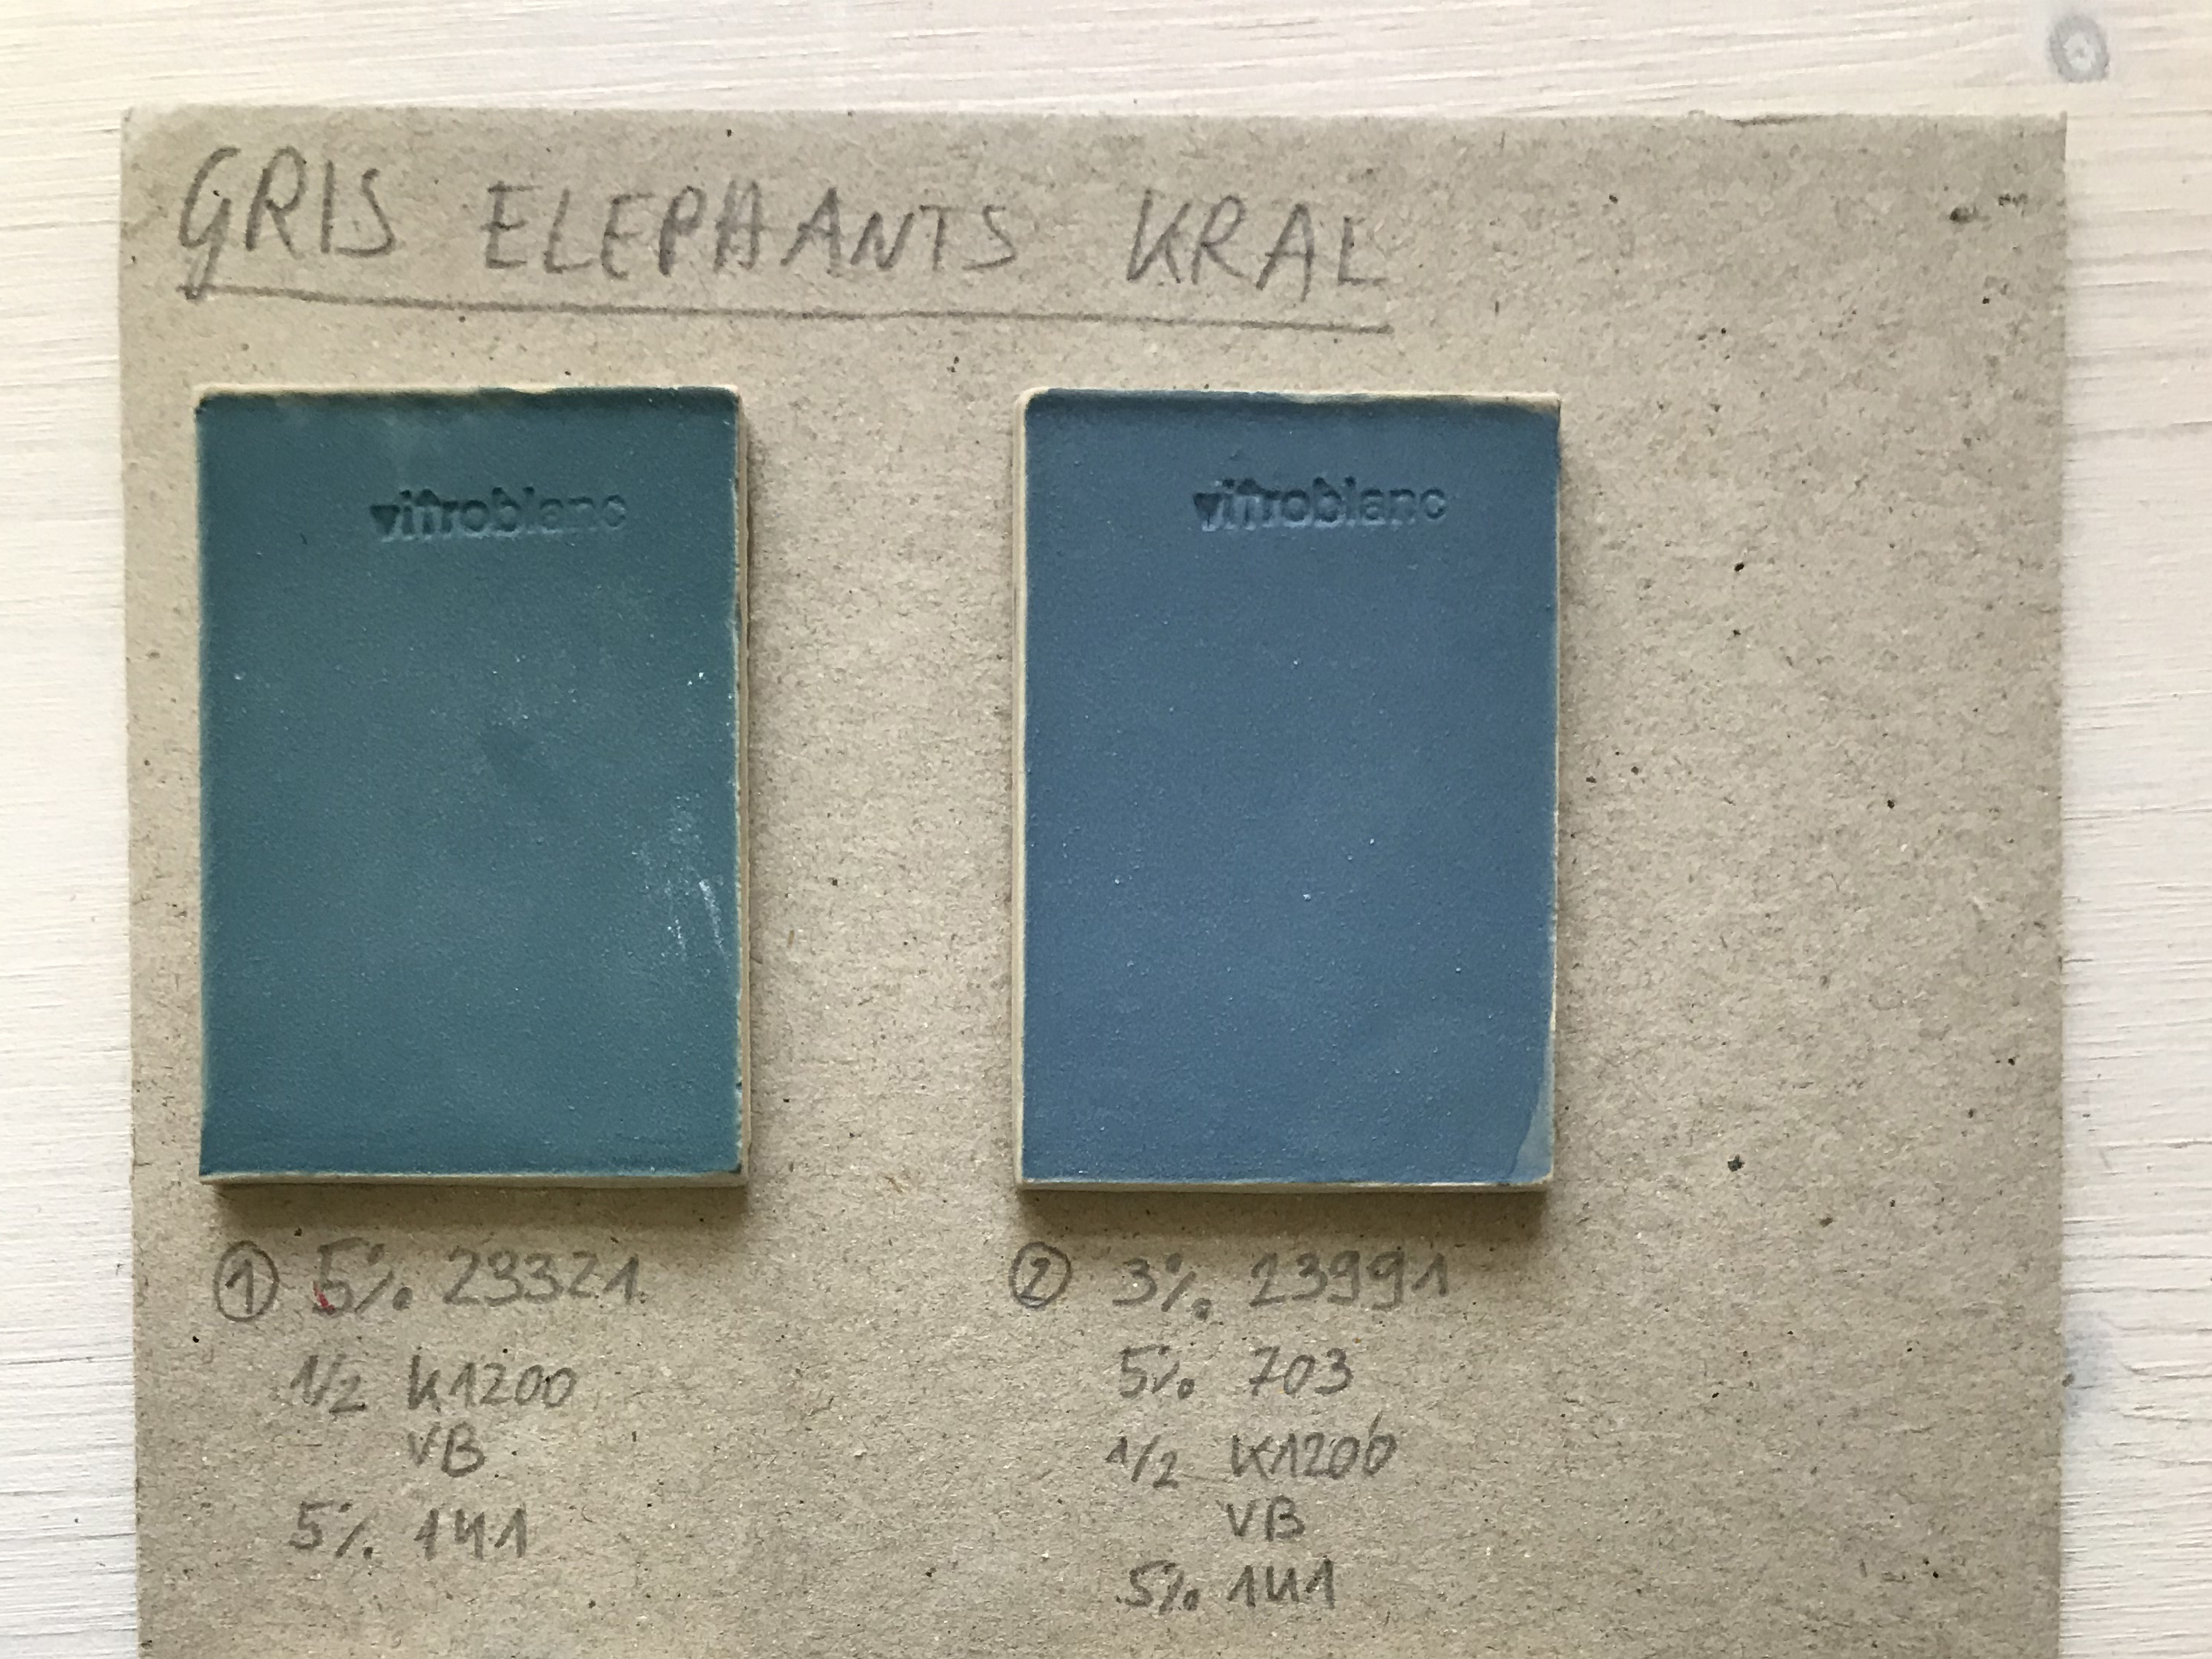 GRIS ELEPHANTS KRAL
vitroblanc
vitroblanc
① 5% 23321
1/2 K1200
VB
5% 141
② 3% 23991
5% 703
1/2 K1200
VB
5% 141